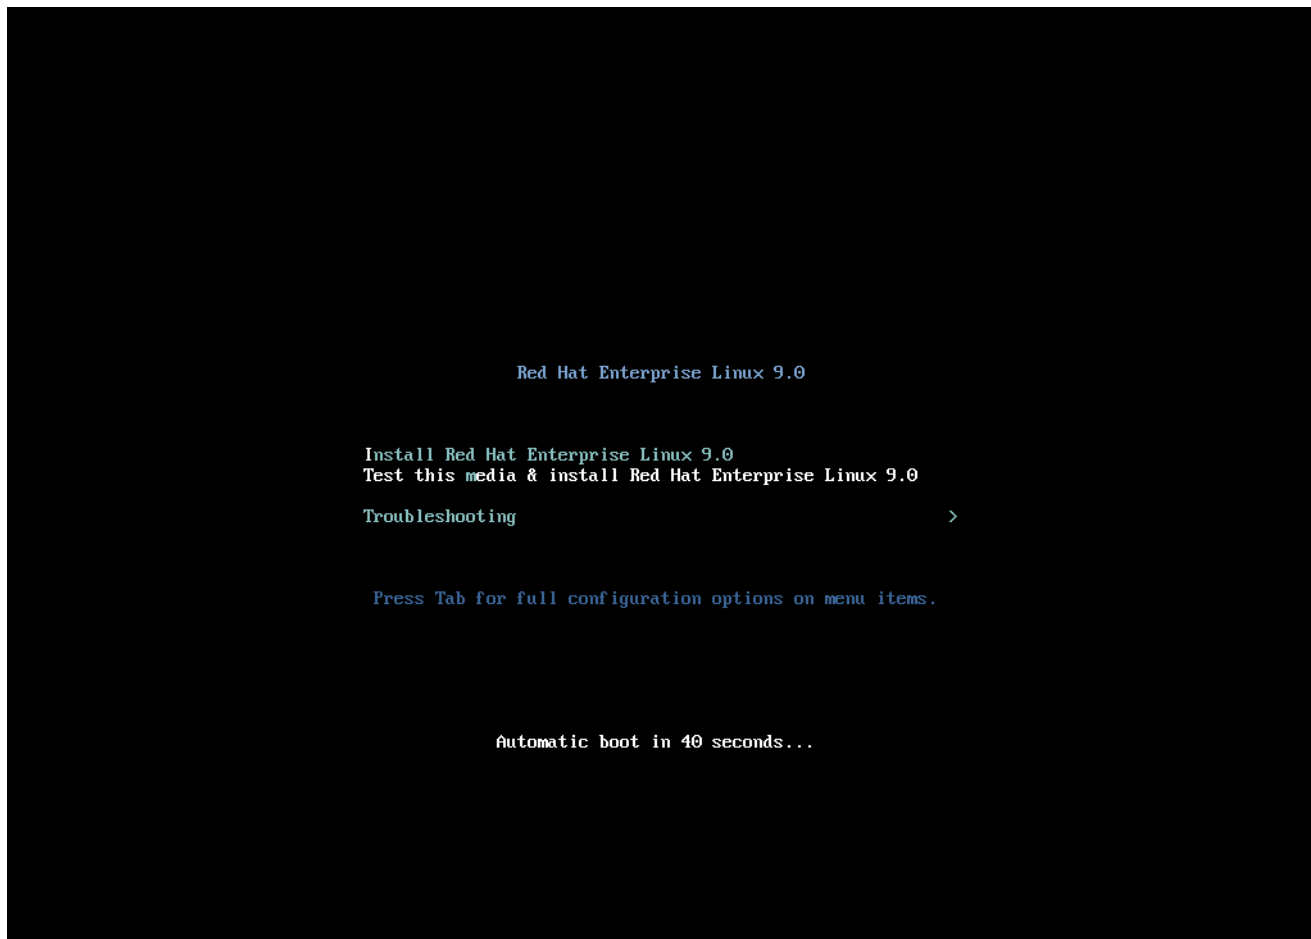 Red Hat Enterprise Linux 9.0
Install Red Hat Enterprise Linux 9.0
Test this media & install Red Hat Enterprise Linux 9.0
Troubleshooting >
Press Tab for full configuration options on menu items.
Automatic boot in 40 seconds...